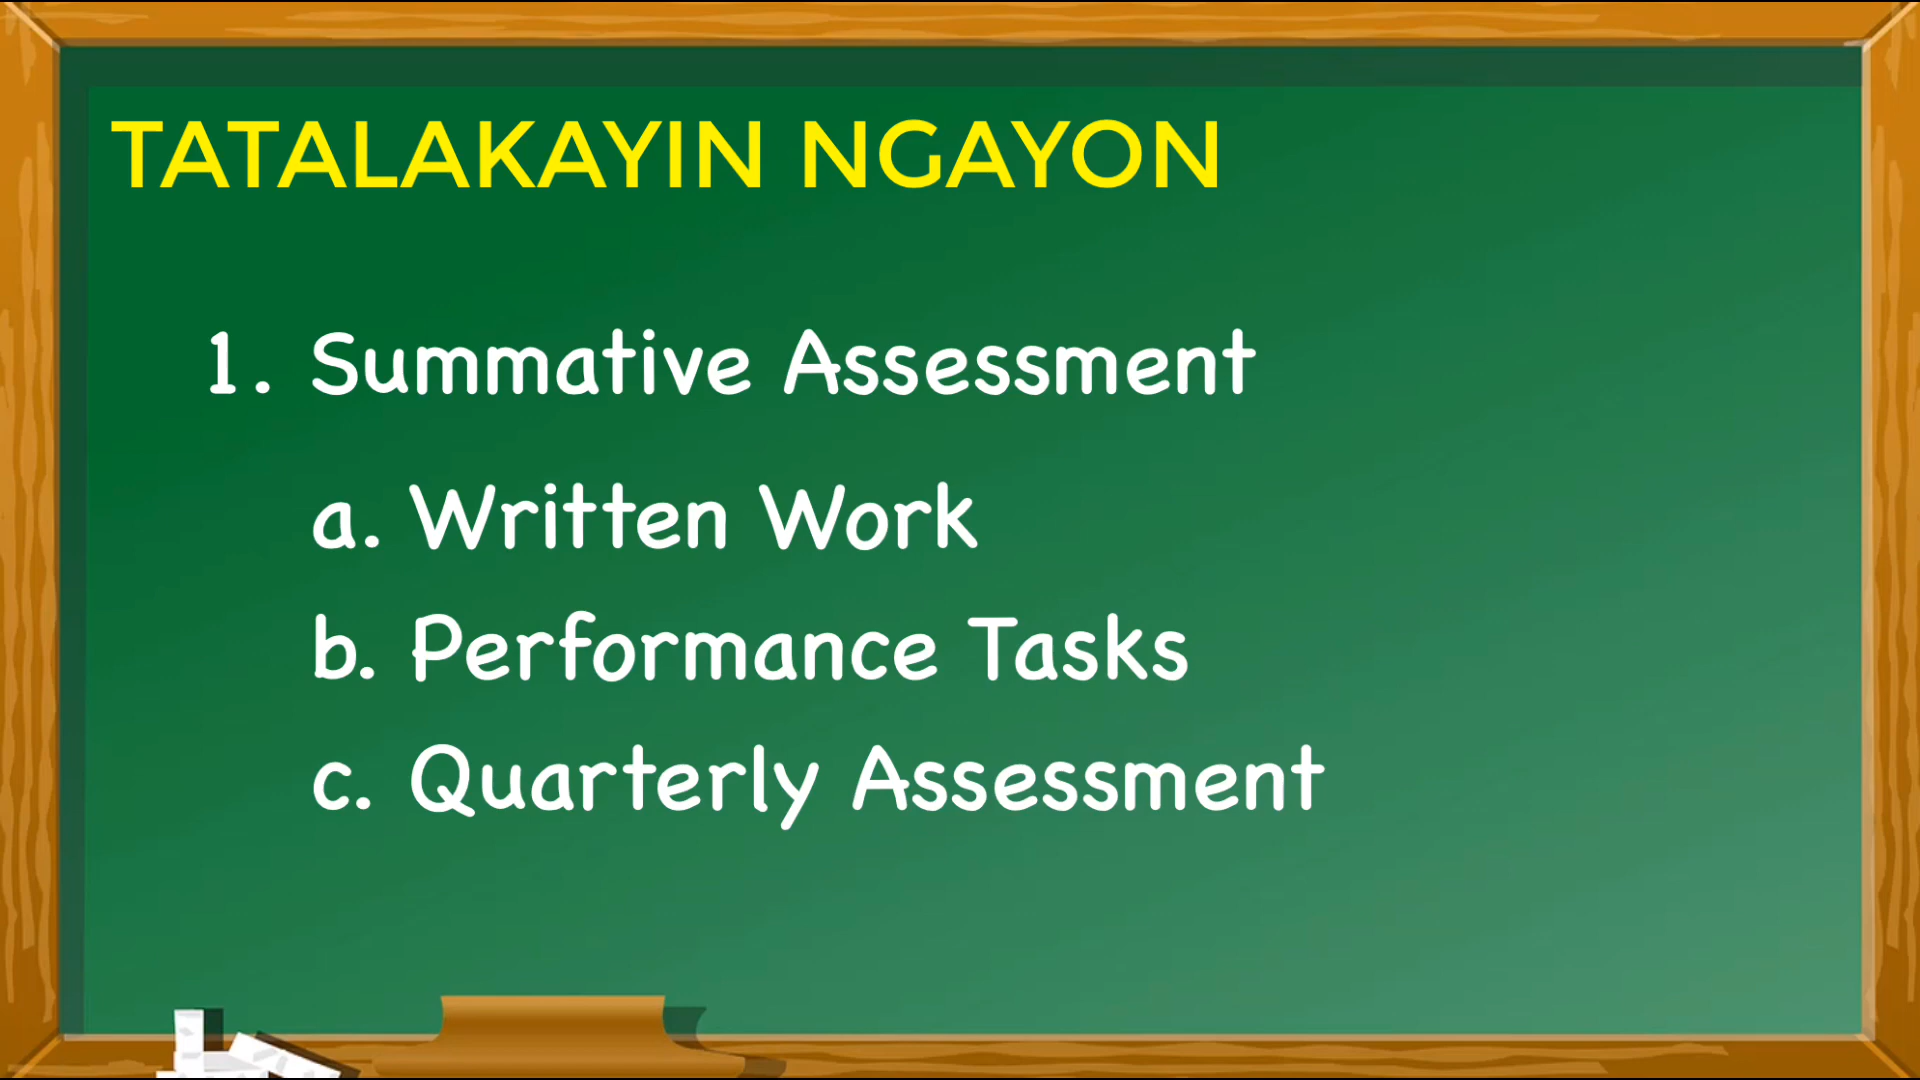 TATALAKAYIN NGAYON
1. Summative Assessment
a. Written Work
b. Performance Tasks
c. Quarterly Assessment